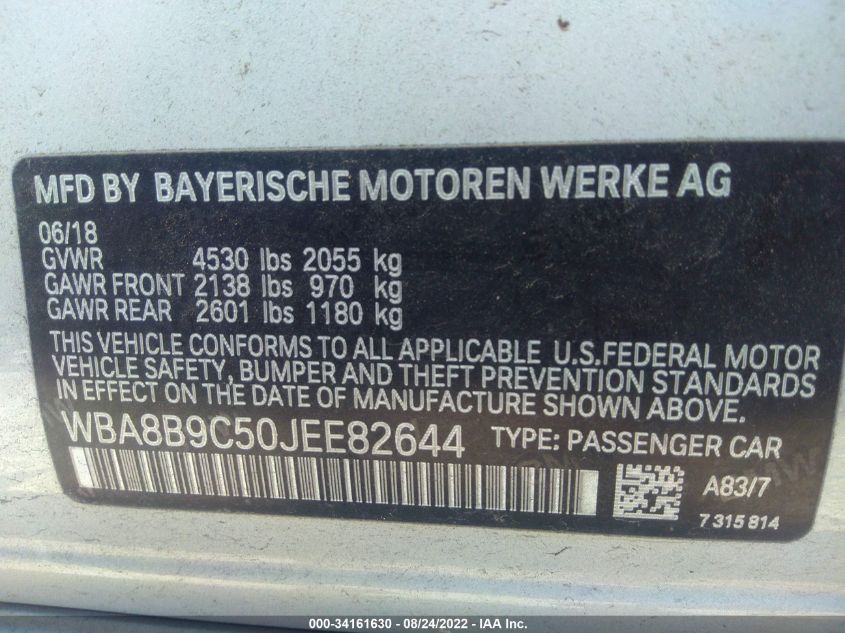 MFD BY BAYERISCHE MOTOREN WERKE AG
06/18
GVWR 4530 lbs 2055 kg
GAWR FRONT 2138 lbs 970 kg
GAWR REAR 2601 lbs 1180 kg
THIS VEHICLE CONFORMS TO ALL APPLICABLE U.S.FEDERAL MOTOR
VEHICLE SAFETY, BUMPER AND THEFT PREVENTION STANDARDS
IN EFFECT ON THE DATE OF MANUFACTURE SHOWN ABOVE.
WBA8B9C50JEE82644 TYPE: PASSENGER CAR
A83/7
7315814
000-34161630 - 08/24/2022 - IAA Inc.